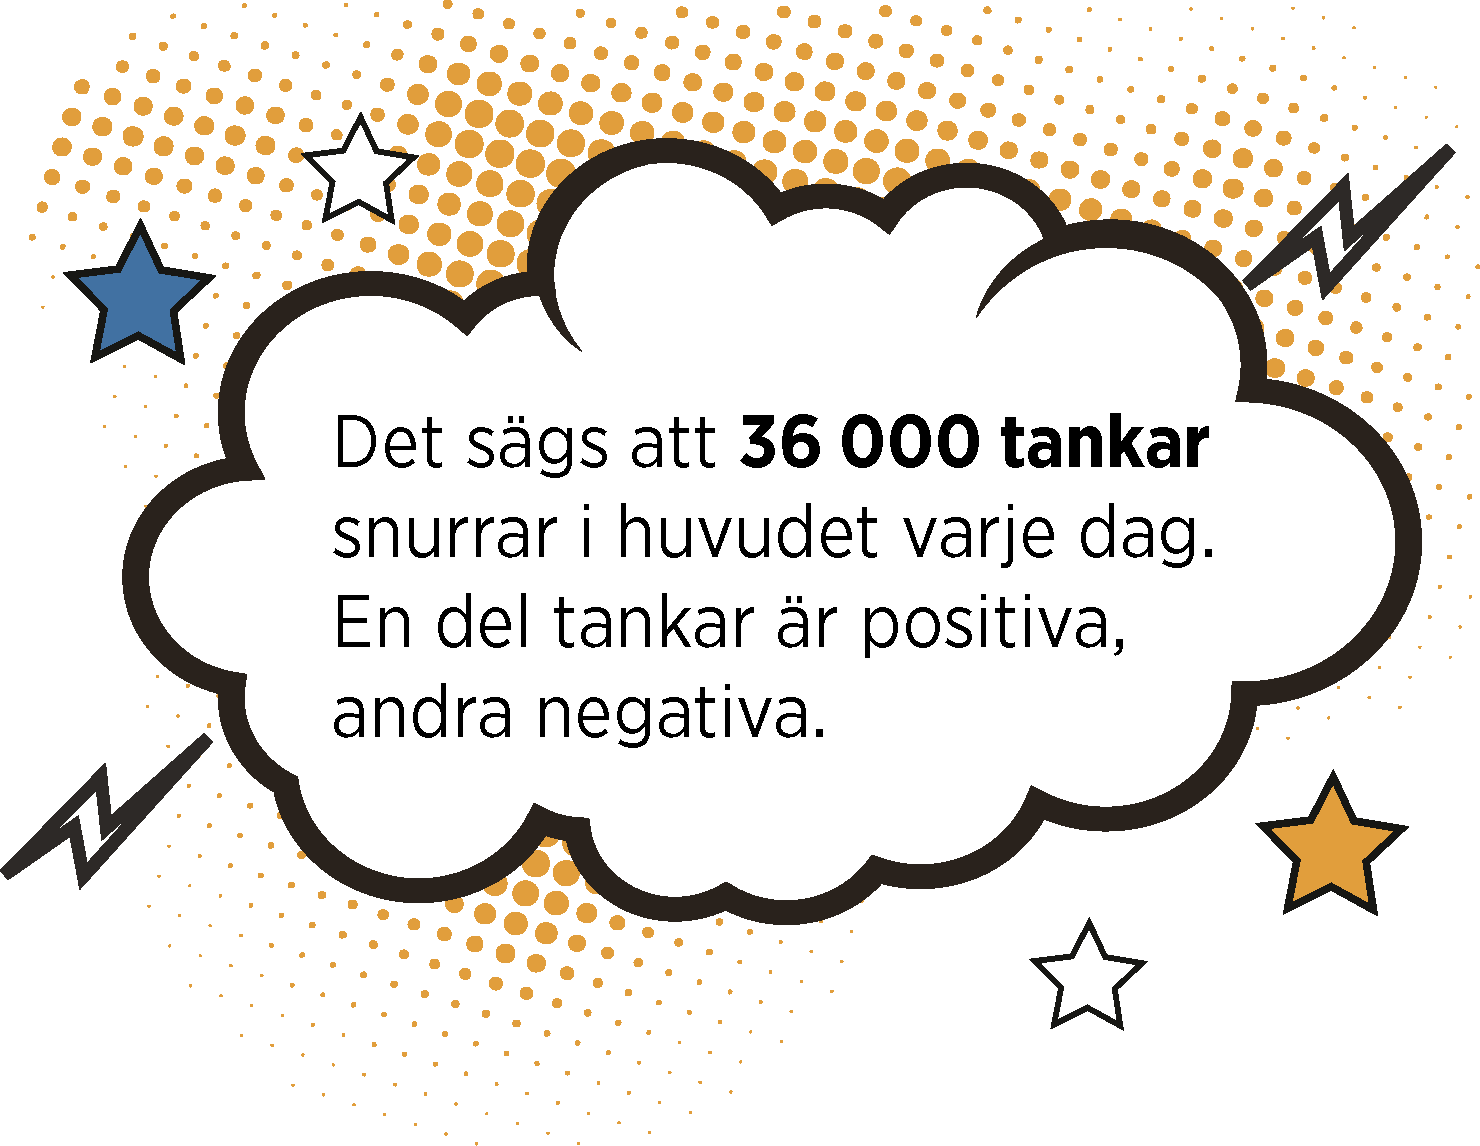 Det sägs att 36 000 tankar
snurrar i huvudet varje dag.
En del tankar är positiva,
andra negativa.